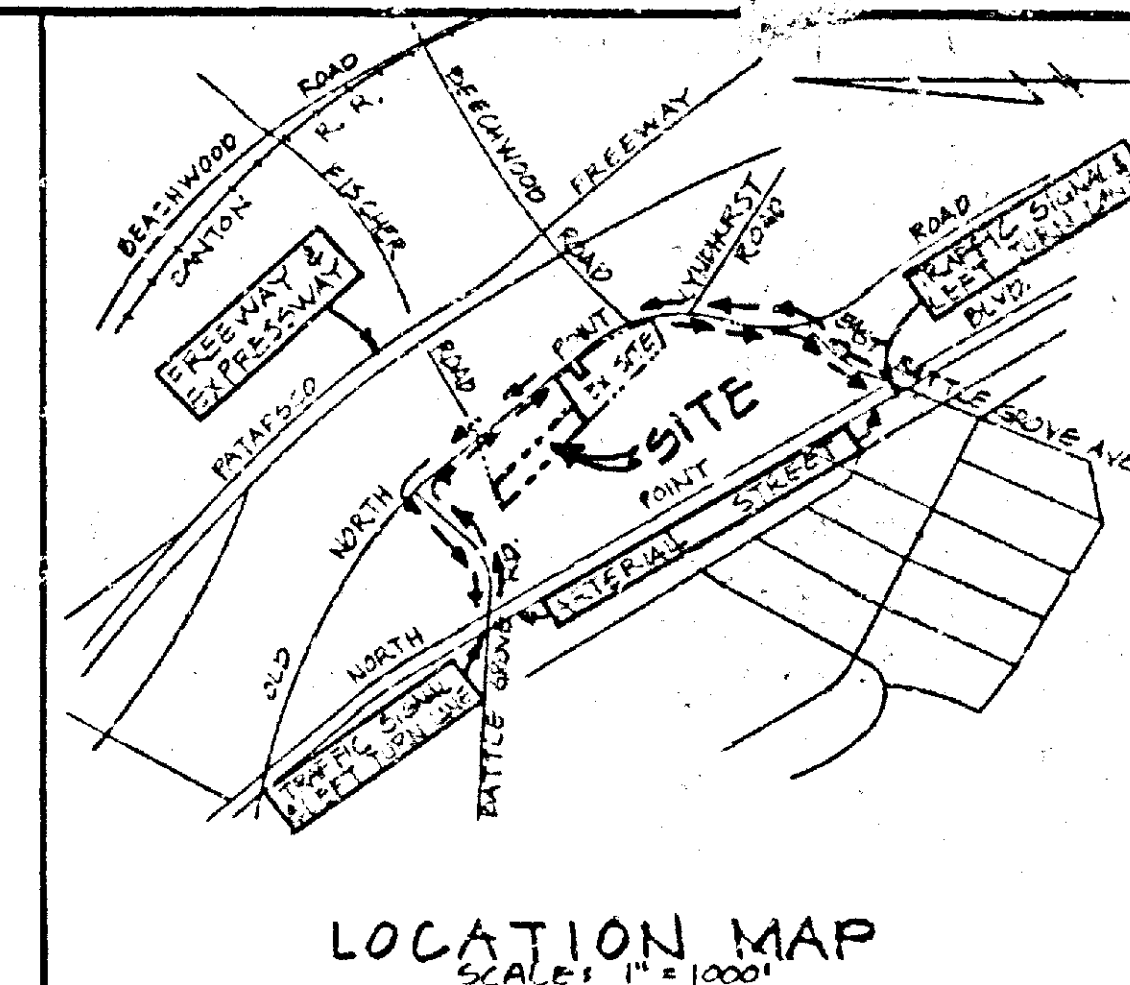 BEACHWOOD ROAD
CANTON R. R.
FISCHER ROAD
BEECHWOOD ROAD
PATAPSCO FREEWAY
LYNDHURST
ROAD
FREEWAY &
EXPRESSWAY
TRAFFIC SIGNAL &
LEFT TURN LANE
OLD NORTH POINT ROAD
EX SITE
SITE
NORTH POINT BLVD.
ARTERIAL STREET
BATTLE GROVE AVE
BATTLE GROVE RD.
TRAFFIC SIGNAL
& LEFT TURN LANE
LOCATION MAP
SCALE: 1" = 1000'